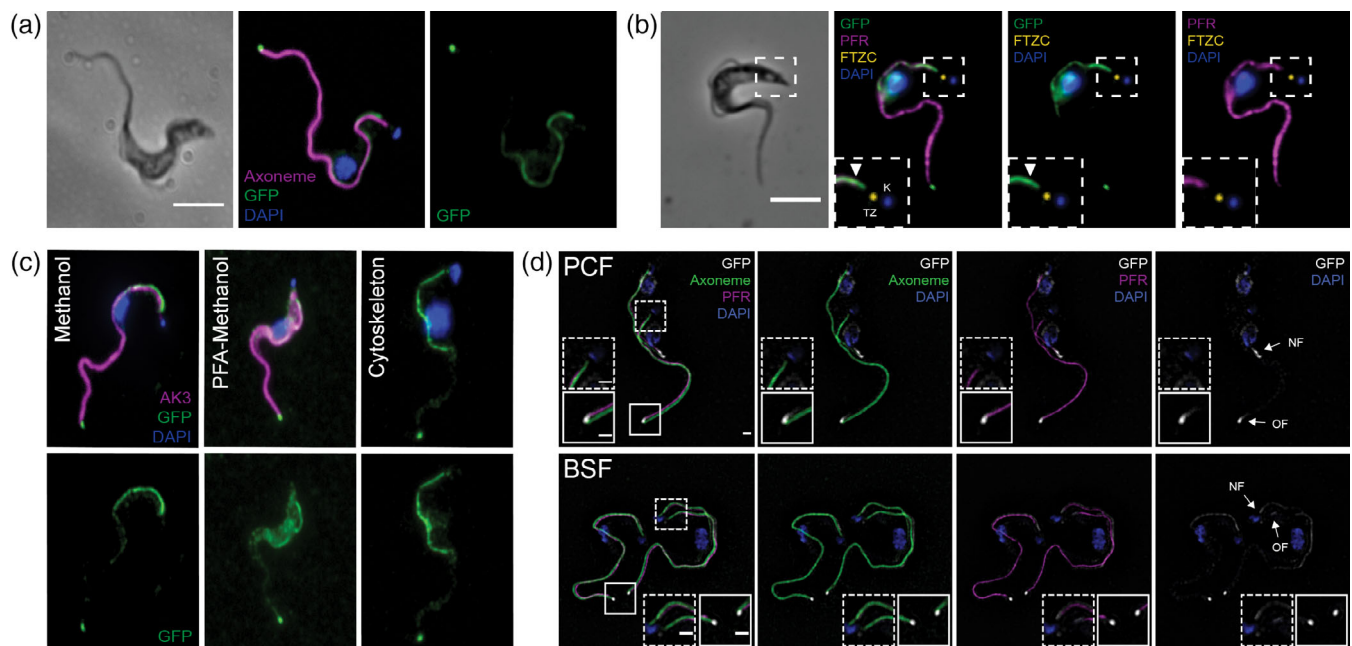 (a)
Axoneme
GFP
DAPI
GFP
(b)
GFP
PFR
FTZC
DAPI
K
TZ
GFP
FTZC
DAPI
PFR
FTZC
DAPI
(c)
Methanol
AK3
GFP
DAPI
PFA-Methanol
Cytoskeleton
GFP
(d)
PCF
GFP
Axoneme
PFR
DAPI
GFP
Axoneme
DAPI
GFP
PFR
DAPI
GFP
DAPI
NF
OF
BSF
NF
OF